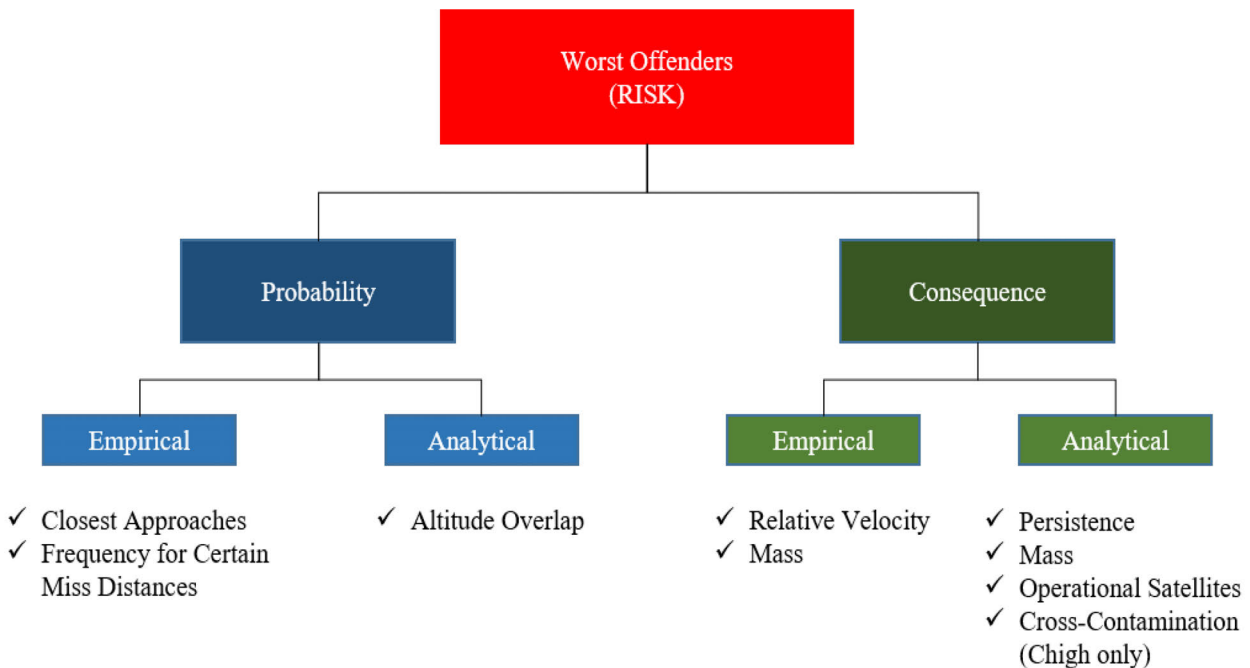 Worst Offenders
(RISK)
Probability
Consequence
Empirical
Analytical
Empirical
Analytical
✓ Closest Approaches
✓ Frequency for Certain
Miss Distances
✓ Altitude Overlap
✓ Relative Velocity
✓ Mass
✓ Persistence
✓ Mass
✓ Operational Satellites
✓ Cross-Contamination
(Chigh only)